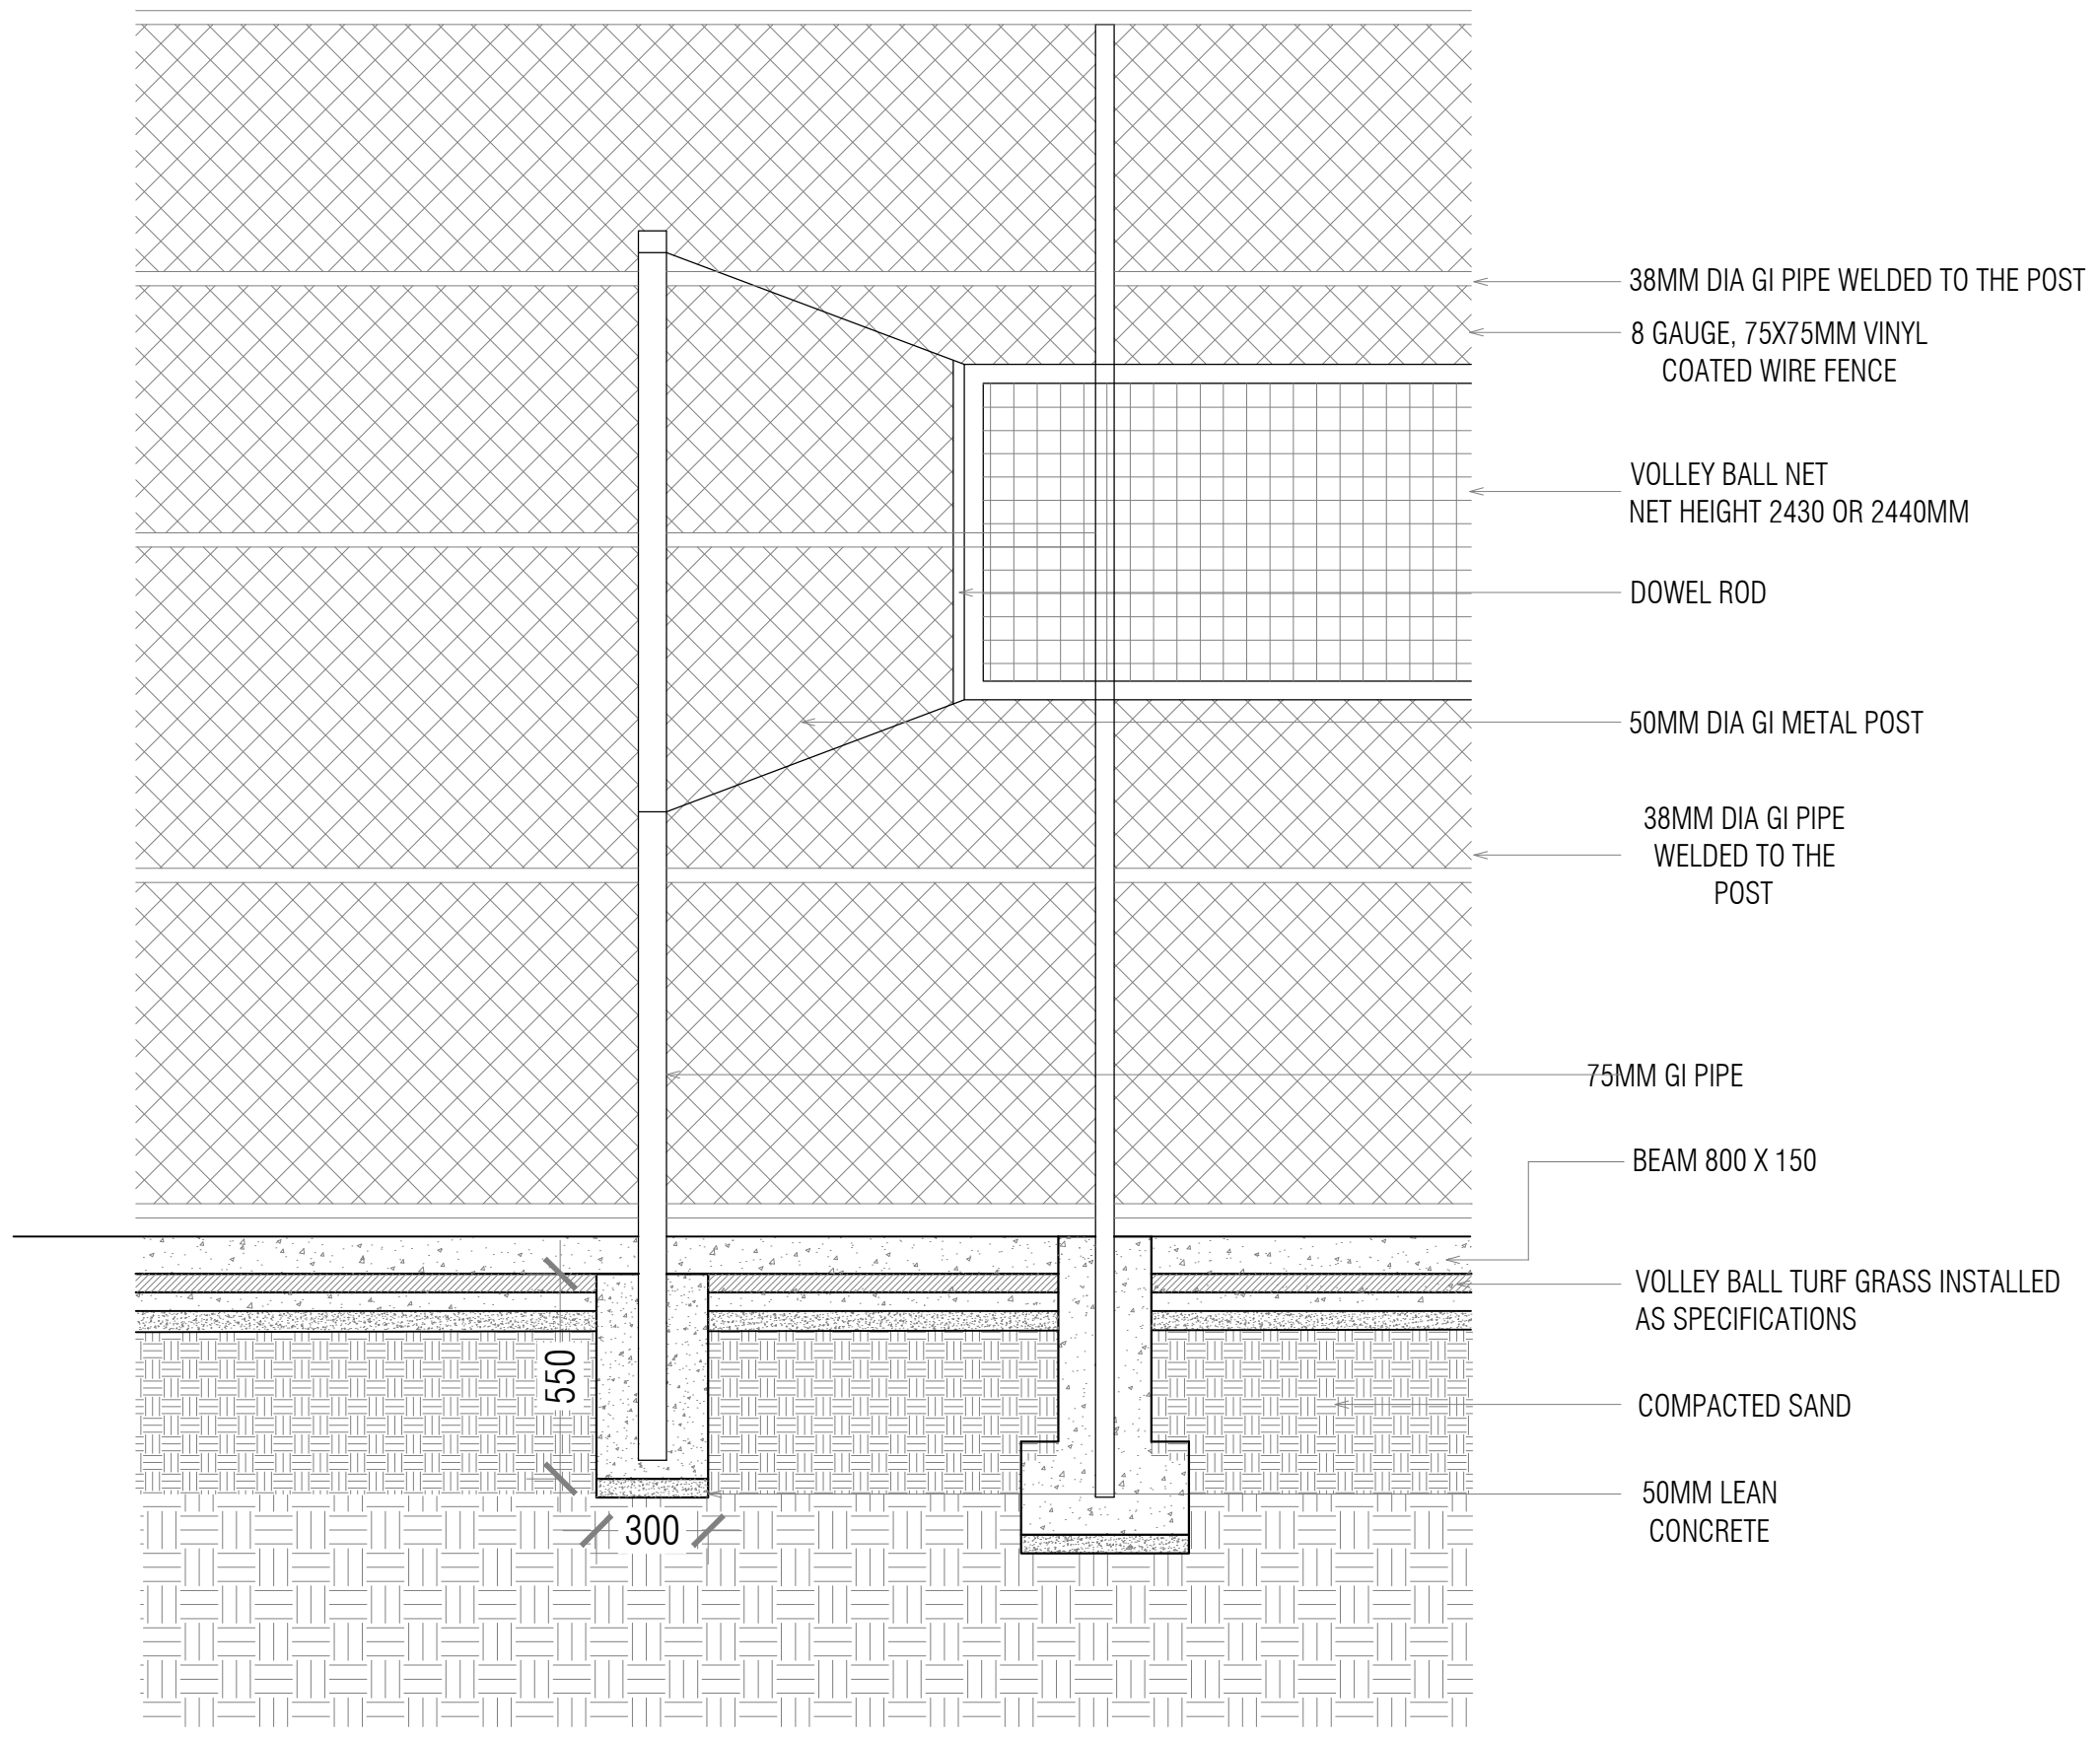 38MM DIA GI PIPE WELDED TO THE POST
8 GAUGE, 75X75MM VINYL
COATED WIRE FENCE
VOLLEY BALL NET
NET HEIGHT 2430 OR 2440MM
DOWEL ROD
50MM DIA GI METAL POST
38MM DIA GI PIPE
WELDED TO THE
POST
75MM GI PIPE
BEAM 800 X 150
VOLLEY BALL TURF GRASS INSTALLED
AS SPECIFICATIONS
550
COMPACTED SAND
50MM LEAN
CONCRETE
300